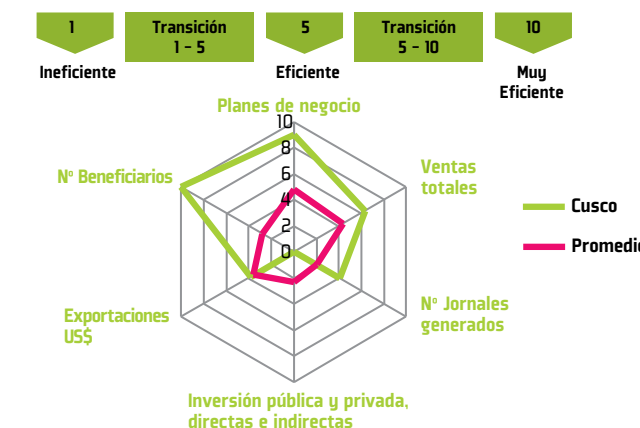 1
Transición
1 - 5
5
Transición
5 - 10
10
Ineficiente
Eficiente
Muy
Eficiente
Planes de negocio
10
8
6
4
2
0
Nº Beneficiarios
Ventas
totales
Cusco
Promedio
Exportaciones
US$
Nº Jornales
generados
Inversión pública y privada,
directas e indirectas